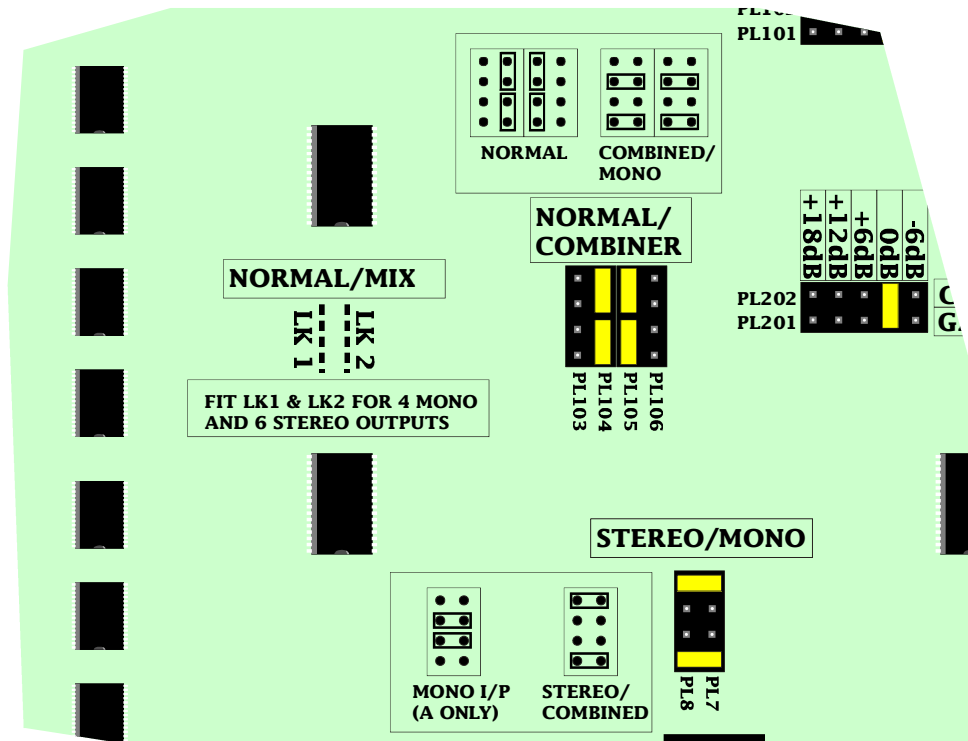 PL101
NORMAL
COMBINED/
MONO
NORMAL/
COMBINER
+18dB
+12dB
+6dB
0dB
-6dB
NORMAL/MIX
PL202
PL201
LK 1
LK 2
PL103
PL104
PL105
PL106
FIT LK1 & LK2 FOR 4 MONO
AND 6 STEREO OUTPUTS
STEREO/MONO
MONO I/P
(A ONLY)
STEREO/
COMBINED
PL8
PL7